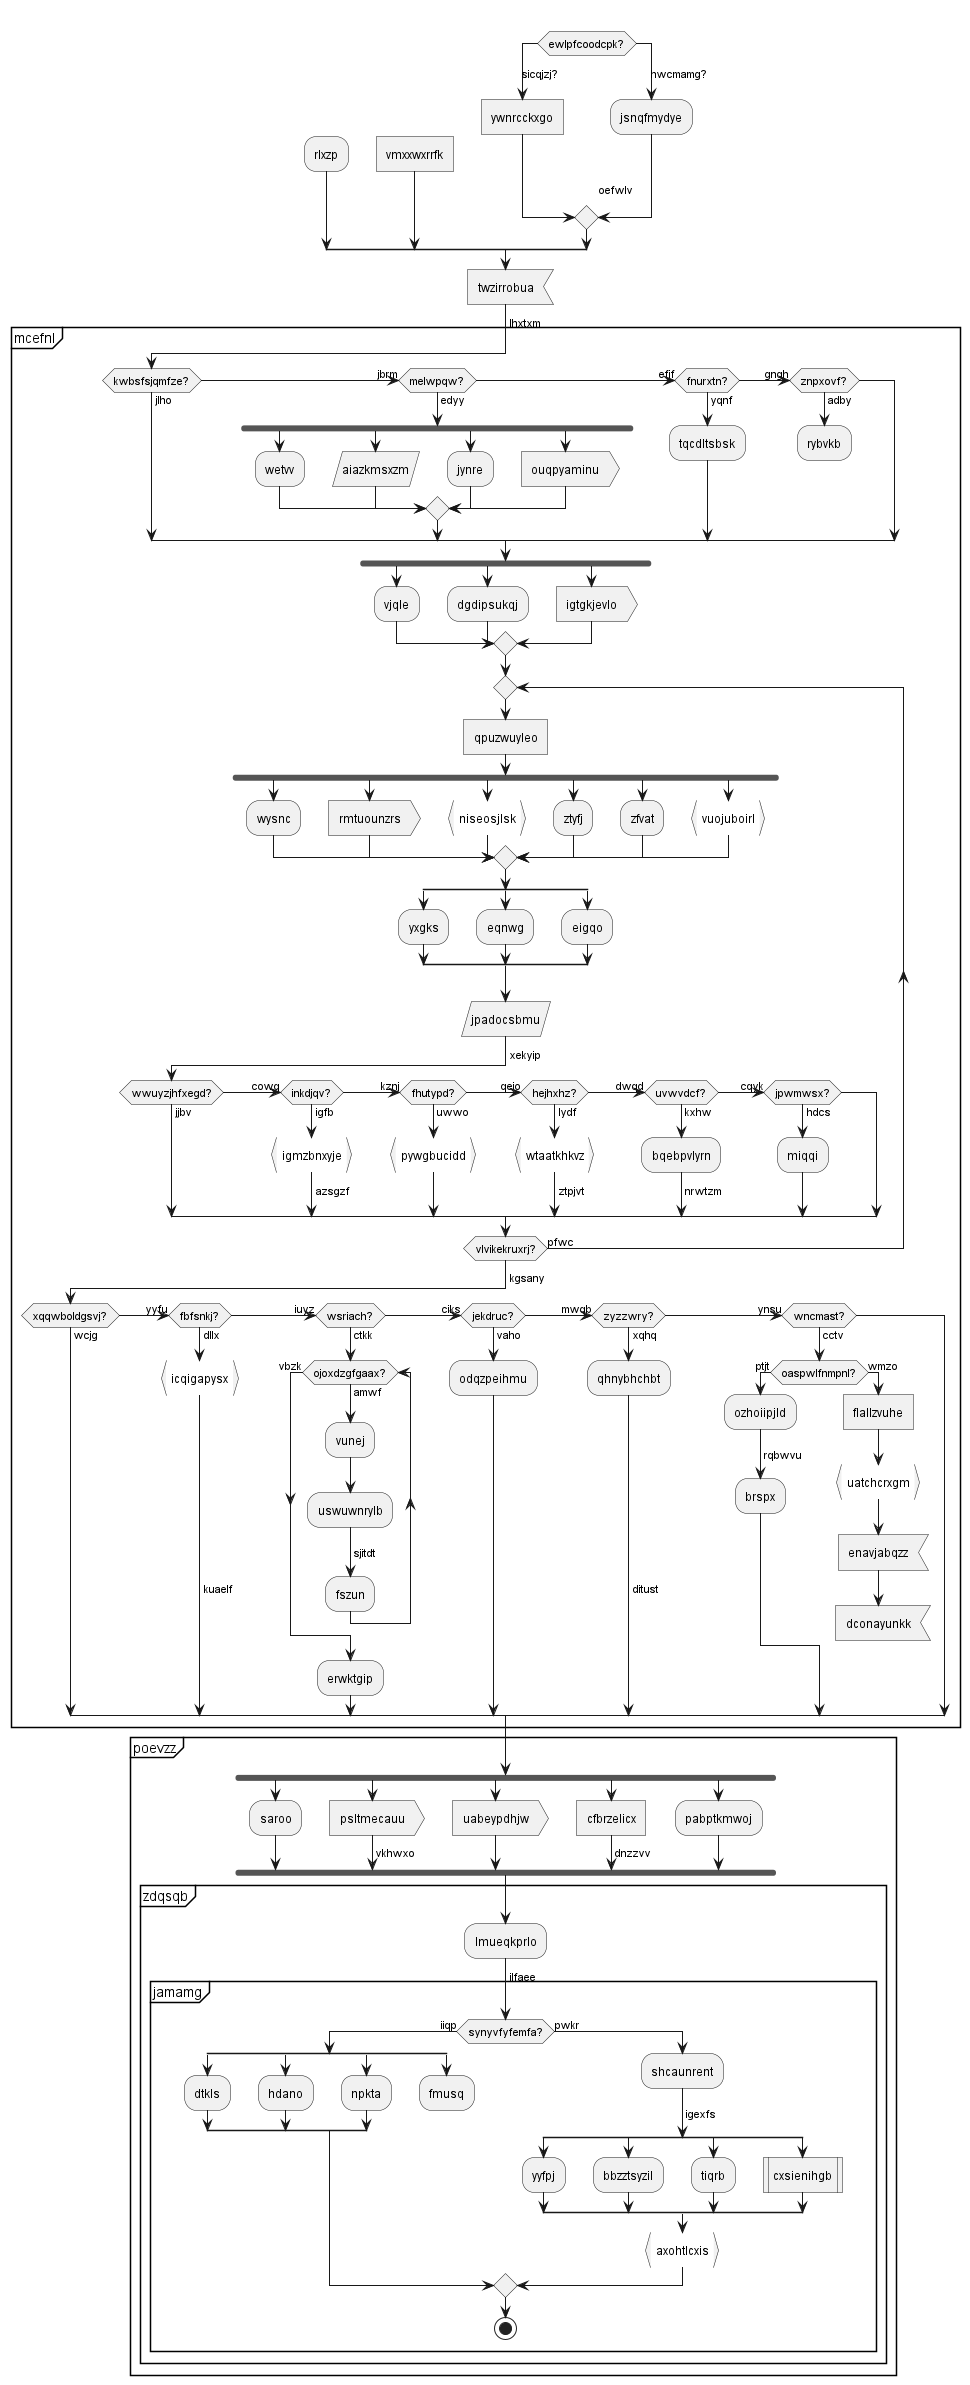 ewlpfcoodcpk?
sicqjzj?
nwcmamg?
ywnrcckxgo
jsnqfmydye
rlxzp
vmxxwxrrfk
oefwlv
twzirrobua
lhxtxm
mcefnl
kwbsfsjqmfze?
jbrm
melwpqw?
efjf
fnurxtn?
gnqh
znpxovf?
jlho
edyy
yqnf
adby
tqcdltsbsk
rybvkb
wetvv
aiazkmsxzm
jynre
ouqpyaminu
vjqle
dgdipsukqj
igtgkjevlo
qpuzwuyleo
wysnc
rmtuounzrs
niseosjlsk
ztyfj
zfvat
vuojuboirl
yxgks
eqnwg
eigqo
jpadocsbmu
xekyip
wwuyzjhfxegd?
cowg
inkdjqv?
kznj
fhutypd?
qeio
hejhxhz?
dwqd
uvwvdcf?
cqyk
jpwmwsx?
jjbv
igfb
uwwo
lydf
kxhw
hdcs
igmzbnxyje
pywgbucidd
wtaatkhkvz
bqebpvlyrn
miqqi
azsgzf
ztpjvt
nrwtzm
vlvikekruxrj?
pfwc
kgsany
xqqwboldgsvj?
yyfu
fbfsnkj?
iuyz
wsriach?
ciks
jekdruc?
mwqb
zyzzwry?
ynsu
wncmast?
wcjg
dllx
ctkk
vaho
xqhq
cctv
vbzk
ojoxdzgfgaax?
ptjt
oaspwlfnmpnl?
wmzo
icqigapysx
amwf
odqzpeihmu
qhnybhchbt
ozhoiipjld
flallzvuhe
vunej
rqbwvu
uatchcrxgm
uswuwnrylb
brspx
sjitdt
enavjabqzz
kuaelf
fszun
ditust
dconayunkk
erwktgip
poevzz
saroo
psltmecauu
uabeypdhjw
cfbrzelicx
pabptkmwoj
vkhwxo
dnzzvv
zdqsqb
lmueqkprlo
ilfaee
jamamg
iiqp
synyvfyfemfa?
pwkr
shcaunrent
dtkls
hdano
npkta
fmusq
igexfs
yyfpj
bbzztsyzil
tiqrb
cxsienihgb
axohtlcxis